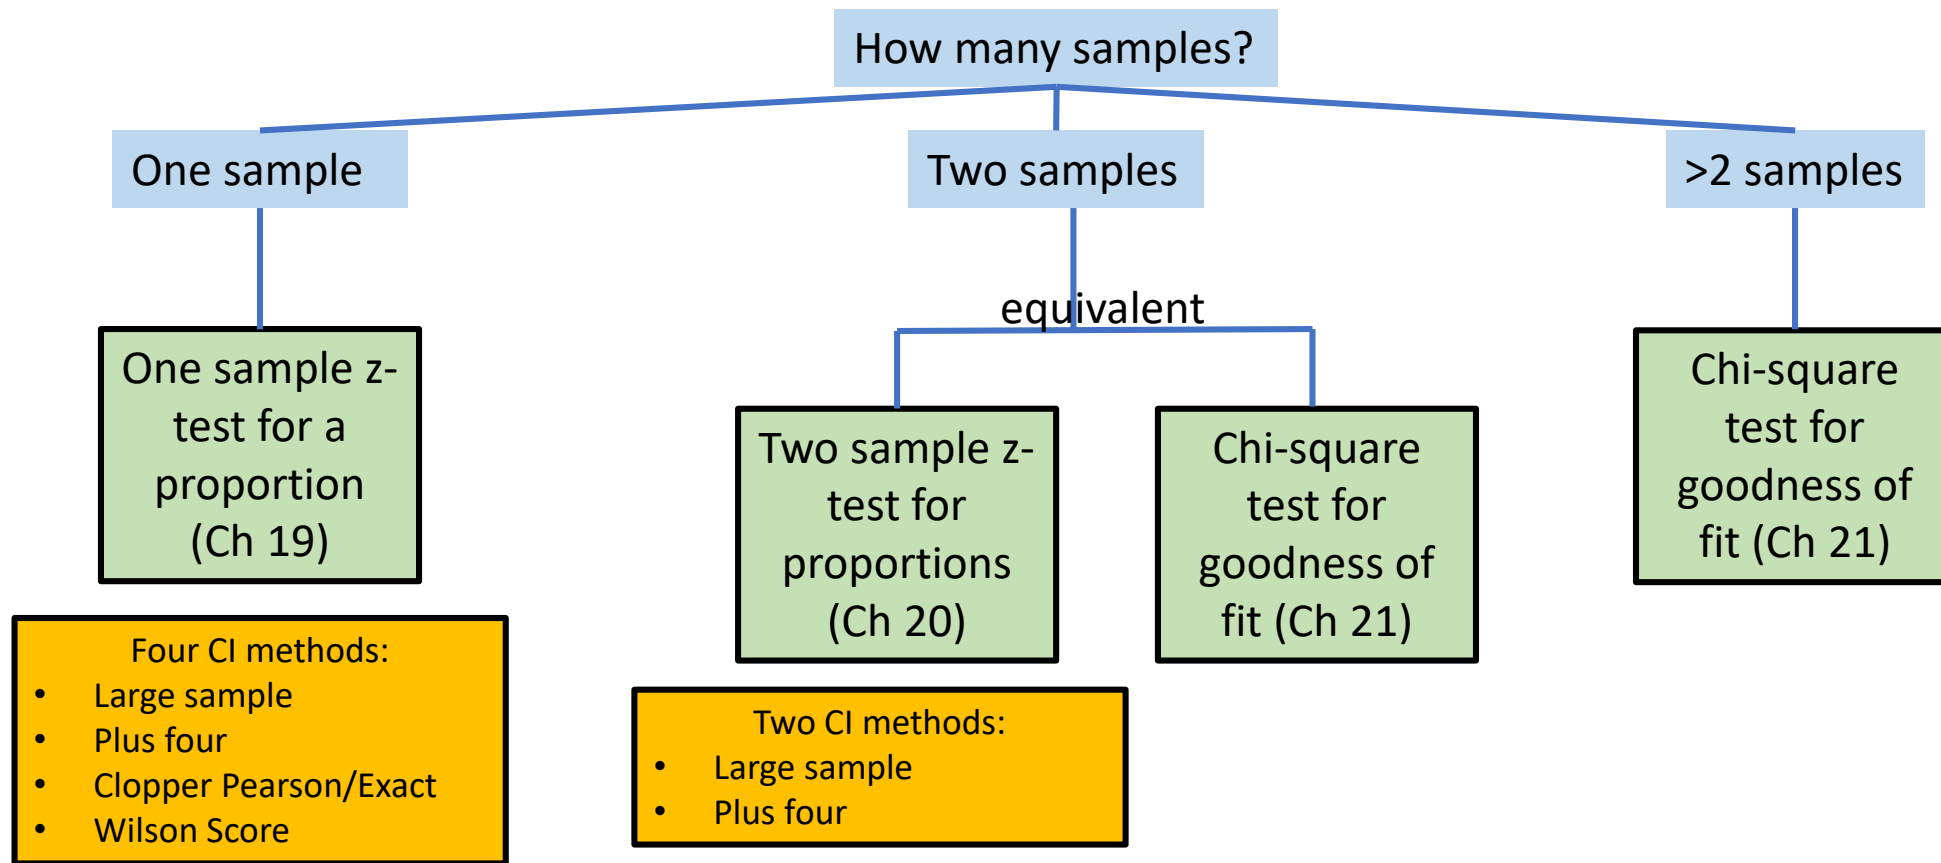 How many samples?
One sample
Two samples
>2 samples
equivalent
One sample z-
test for a
proportion
(Ch 19)
Two sample z-
test for
proportions
(Ch 20)
Chi-square
test for
goodness of
fit (Ch 21)
Chi-square
test for
goodness of
fit (Ch 21)
Four CI methods:
• Large sample
• Plus four
• Clopper Pearson/Exact
• Wilson Score
Two CI methods:
• Large sample
• Plus four